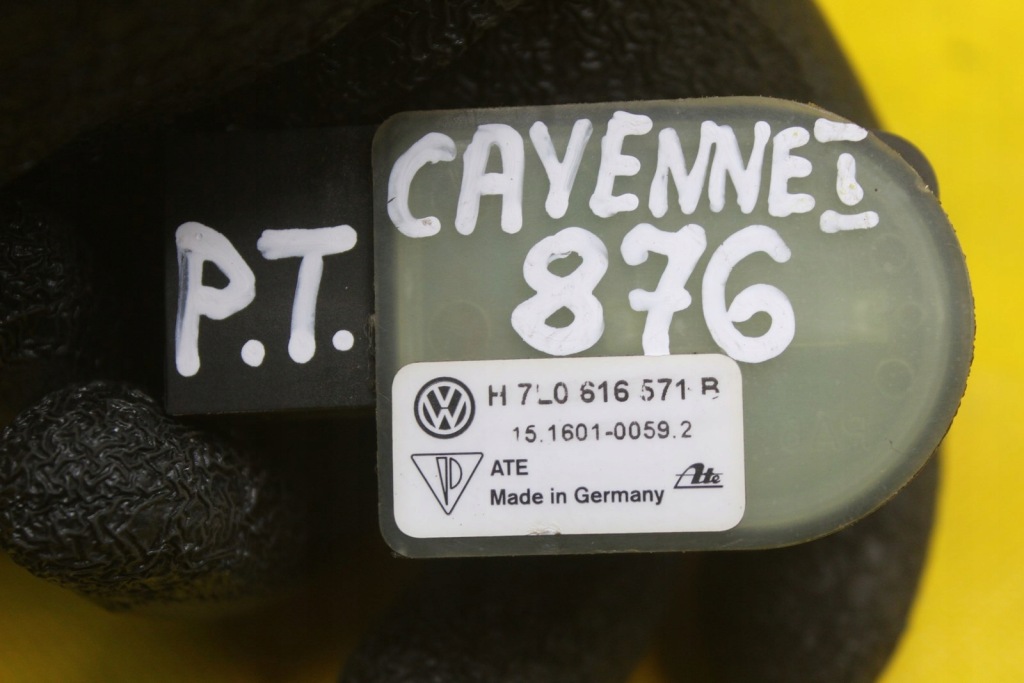 CAYENNE I
876
P.T.
H 7L0 616 571 B
15.1601-0059.2
ATE
Ate
Made in Germany